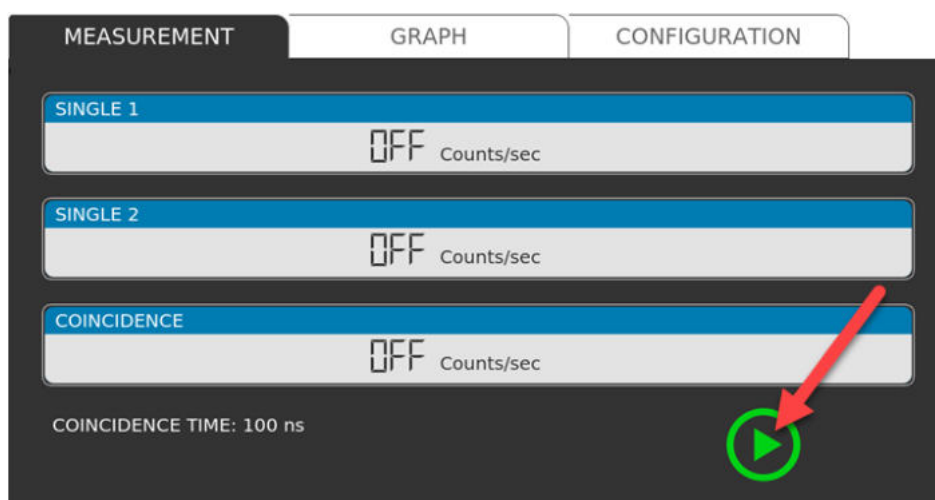 MEASUREMENT GRAPH CONFIGURATION
SINGLE 1
OFF Counts/sec
SINGLE 2
OFF Counts/sec
COINCIDENCE
OFF Counts/sec
COINCIDENCE TIME: 100 ns